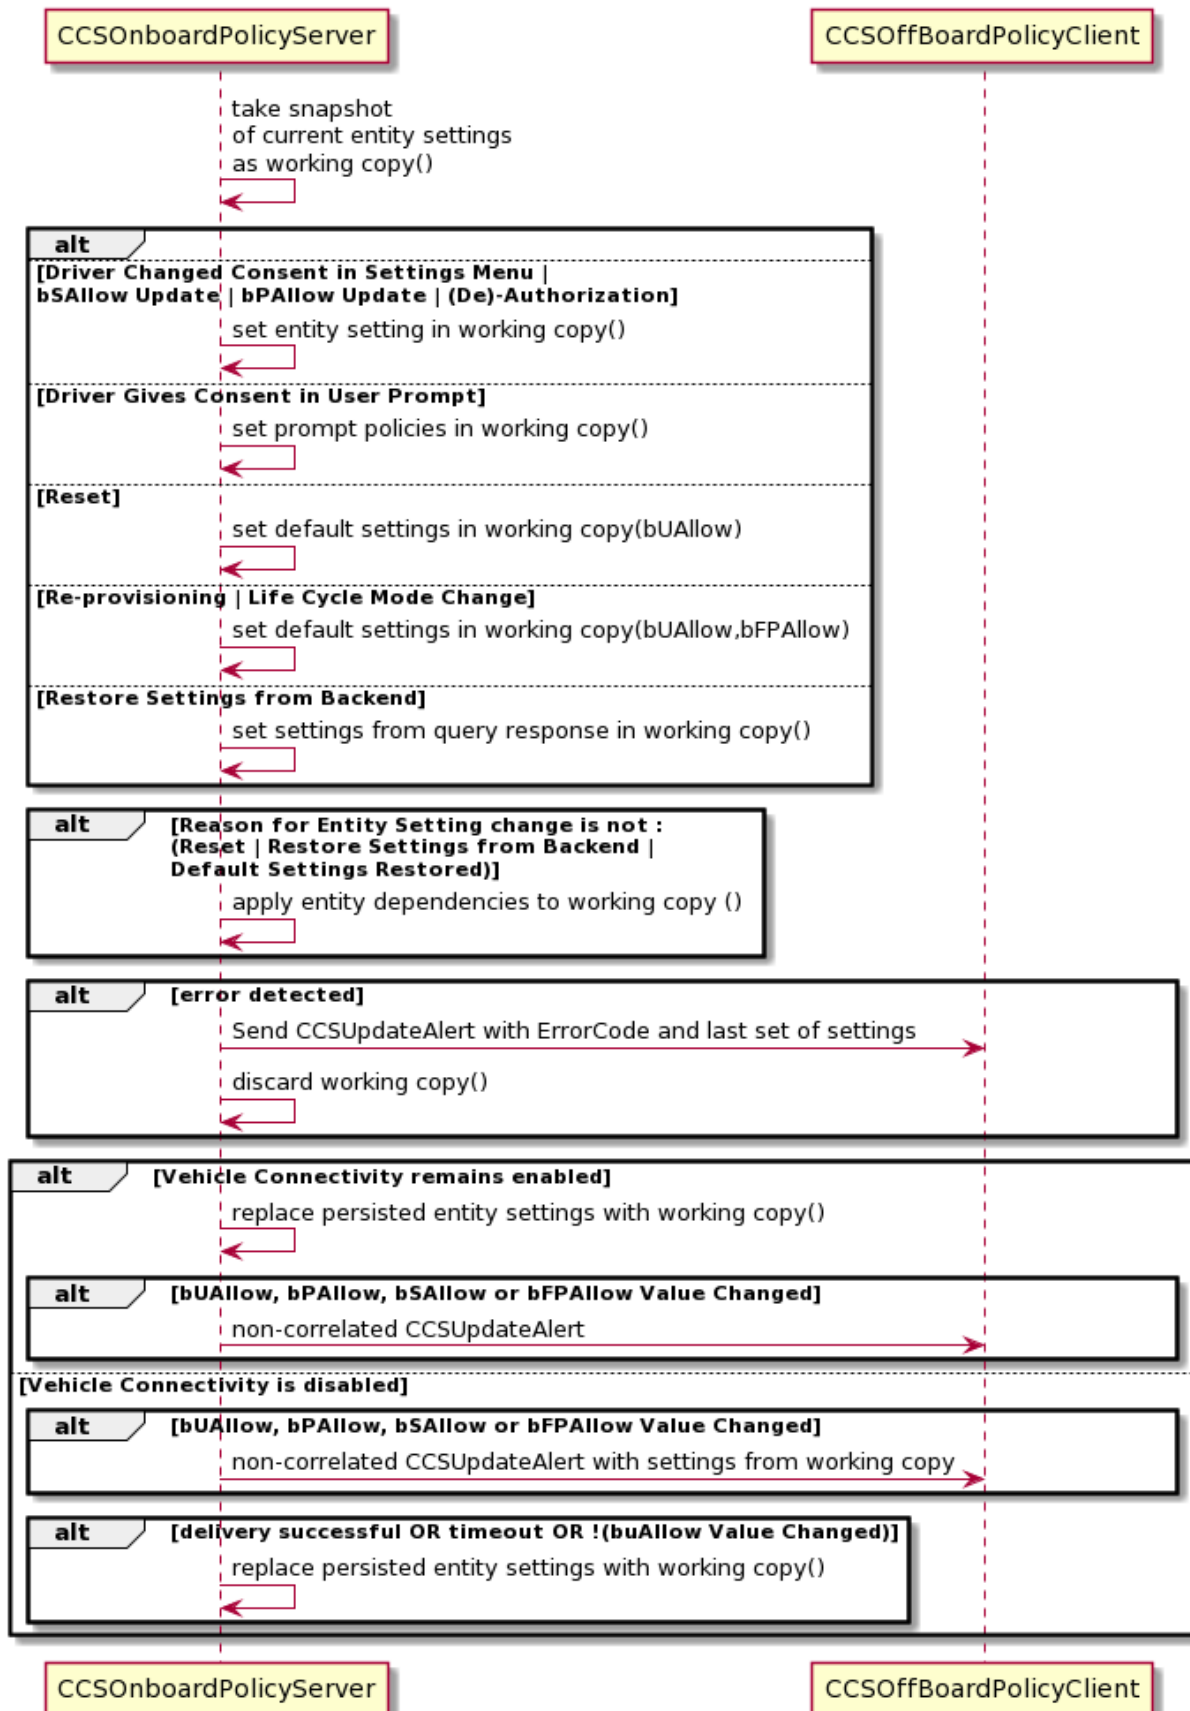 CCSOnboardPolicyServer
CCSOffBoardPolicyClient
take snapshot
of current entity settings
as working copy()
alt
[Driver Changed Consent in Settings Menu |
bSAllow Update | bPAllow Update | (De)-Authorization]
set entity setting in working copy()
[Driver Gives Consent in User Prompt]
set prompt policies in working copy()
[Reset]
set default settings in working copy(bUAllow)
[Re-provisioning | Life Cycle Mode Change]
set default settings in working copy(bUAllow,bFPAllow)
[Restore Settings from Backend]
set settings from query response in working copy()
alt
[Reason for Entity Setting change is not :
(Reset | Restore Settings from Backend |
Default Settings Restored)]
apply entity dependencies to working copy ()
alt
[error detected]
Send CCSUpdateAlert with ErrorCode and last set of settings
discard working copy()
alt
[Vehicle Connectivity remains enabled]
replace persisted entity settings with working copy()
alt
[bUAllow, bPAllow, bSAllow or bFPAllow Value Changed]
non-correlated CCSUpdateAlert
[Vehicle Connectivity is disabled]
alt
[bUAllow, bPAllow, bSAllow or bFPAllow Value Changed]
non-correlated CCSUpdateAlert with settings from working copy
alt
[delivery successful OR timeout OR !(buAllow Value Changed)]
replace persisted entity settings with working copy()
CCSOnboardPolicyServer
CCSOffBoardPolicyClient